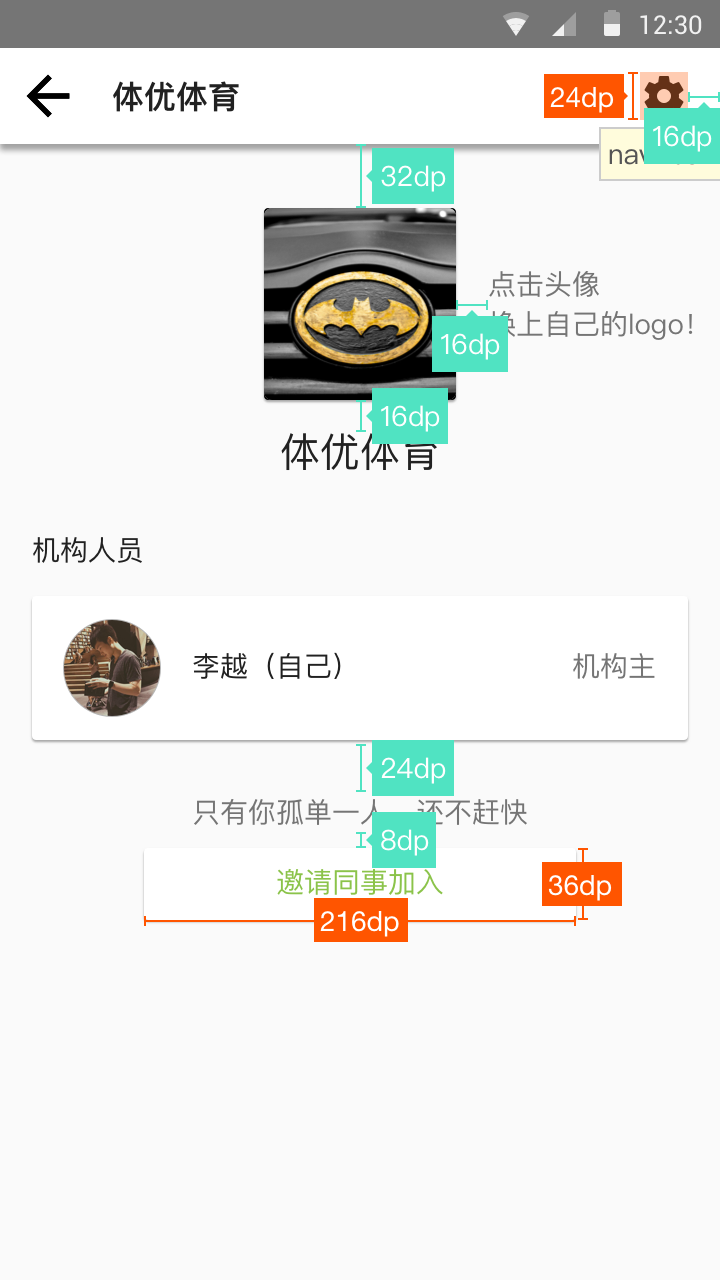 12:30
体优体育
24dp
16dp
nav
32dp
点击头像
换上自己的logo!
16dp
16dp
体优体育
机构人员
李越（自己）
机构主
24dp
只有你孤单一人，还不赶快
8dp
邀请同事加入
36dp
216dp